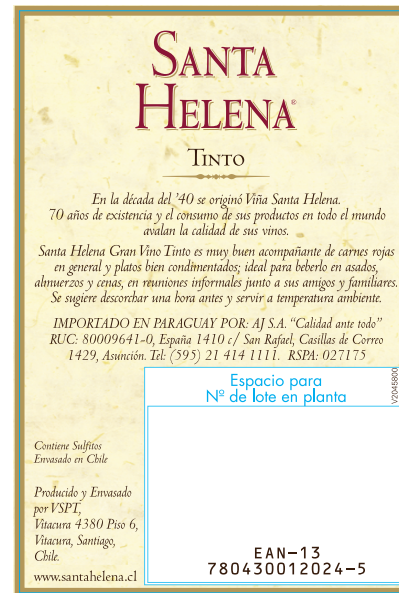 SANTA
HELENA®
TINTO
En la década del '40 se originó Viña Santa Helena.
70 años de existencia y el consumo de sus productos en todo el mundo
avalan la calidad de sus vinos.
Santa Helena Gran Vino Tinto es muy buen acompañante de carnes rojas
en general y platos bien condimentados; ideal para beberlo en asados,
almuerzos y cenas, en reuniones informales junto a sus amigos y familiares.
Se sugiere descorchar una hora antes y servir a temperatura ambiente.
IMPORTADO EN PARAGUAY POR: AJ S.A. "Calidad ante todo"
RUC: 80009641-0, España 1410 c/ San Rafael, Casillas de Correo
1429, Asunción. Tel: (595) 21 414 1111. RSPA: 027175
Espacio para
Nº de lote en planta
V2045800
Contiene Sulfitos
Envasado en Chile
Producido y Envasado
por VSPT,
Vitacura 4380 Piso 6,
Vitacura, Santiago,
Chile.
www.santahelena.cl
EAN-13
780430012024-5